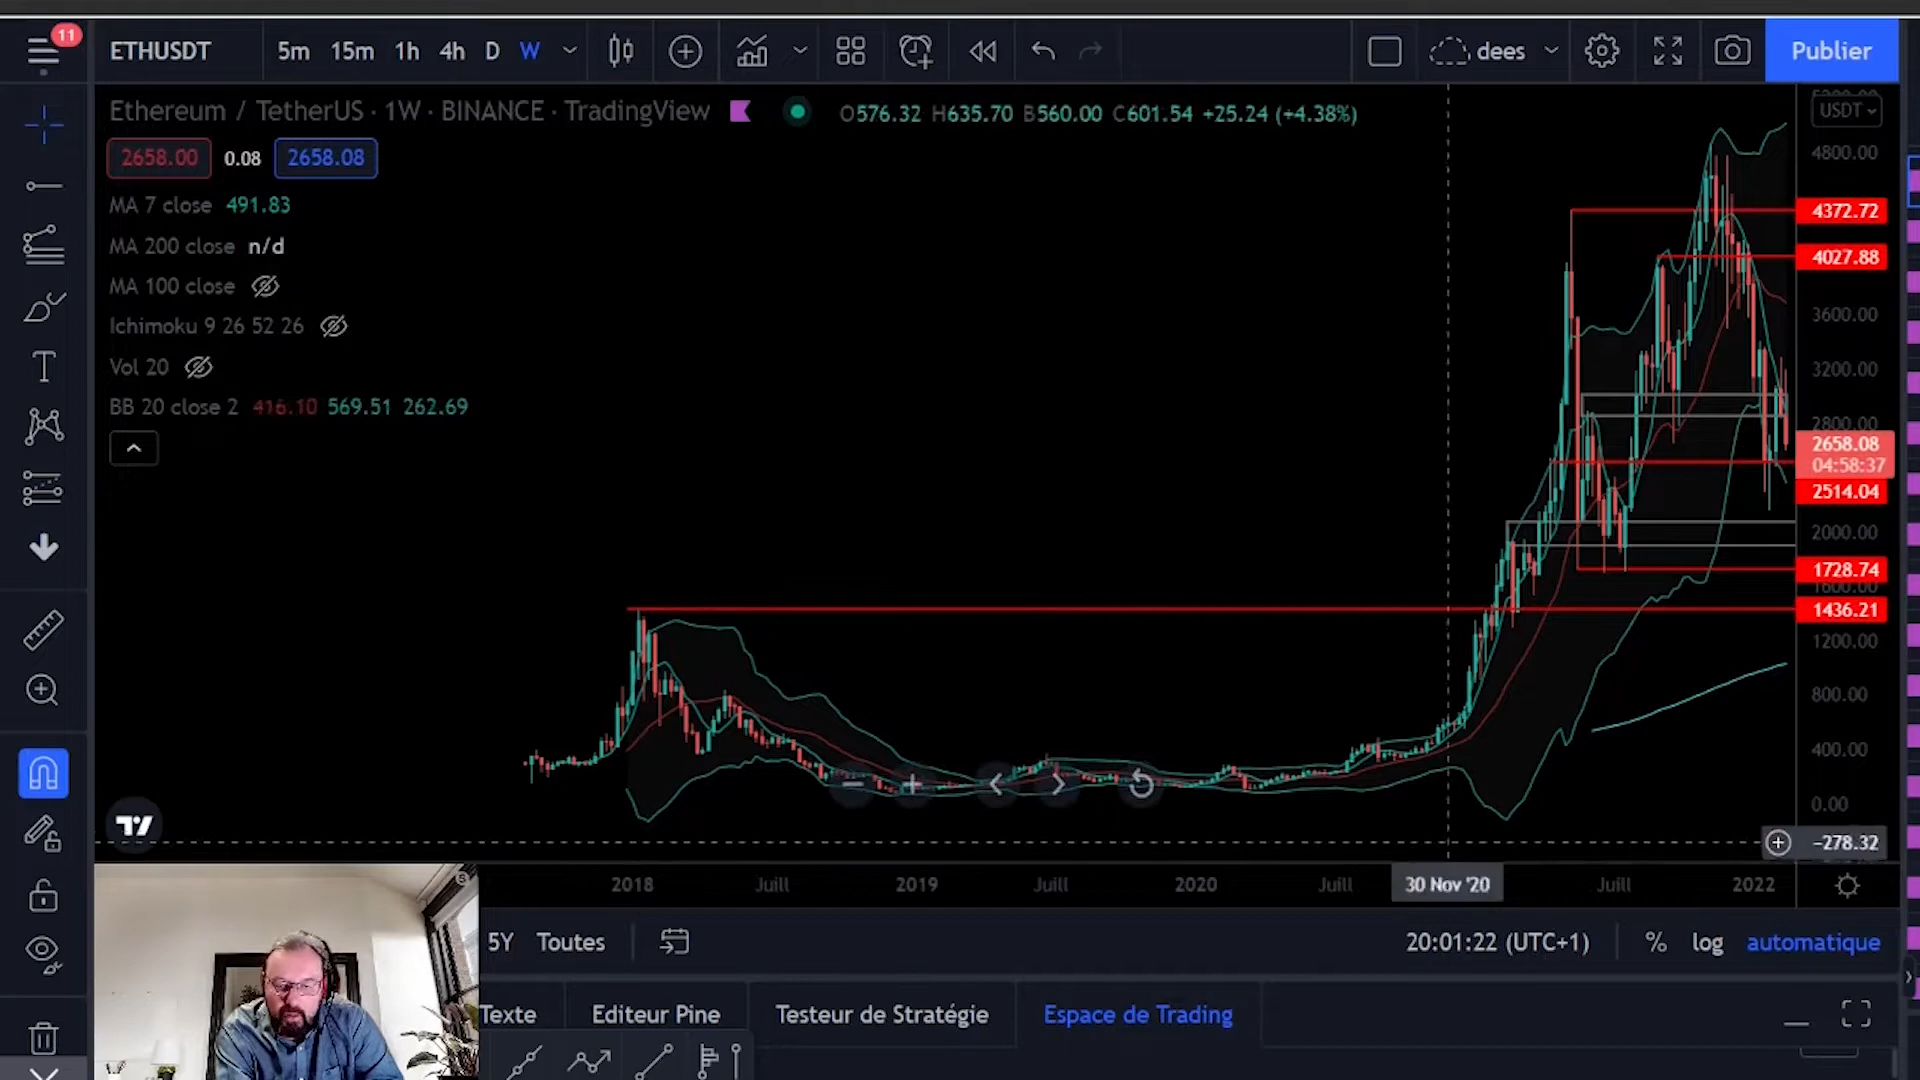 11
ETHUSDT 5m 15m 1h 4h D W dees Publier
Ethereum / TetherUS · 1W · BINANCE · TradingView O576.32 H635.70 B560.00 C601.54 +25.24 (+4.38%)
USDT
2658.00 0.08 2658.08
MA 7 close 491.83
MA 200 close n/d
MA 100 close
Ichimoku 9 26 52 26
Vol 20
BB 20 close 2 416.10 569.51 262.69
4800.00
4372.72
4027.88
3600.00
3200.00
2800.00
2658.08
04:58:37
2514.04
2000.00
1728.74
1600.00
1436.21
1200.00
800.00
400.00
0.00
−278.32
2018 Juill 2019 Juill 2020 Juill 30 Nov '20 Juill 2022
5Y Toutes 20:01:22 (UTC+1) % log automatique
Texte Editeur Pine Testeur de Stratégie Espace de Trading